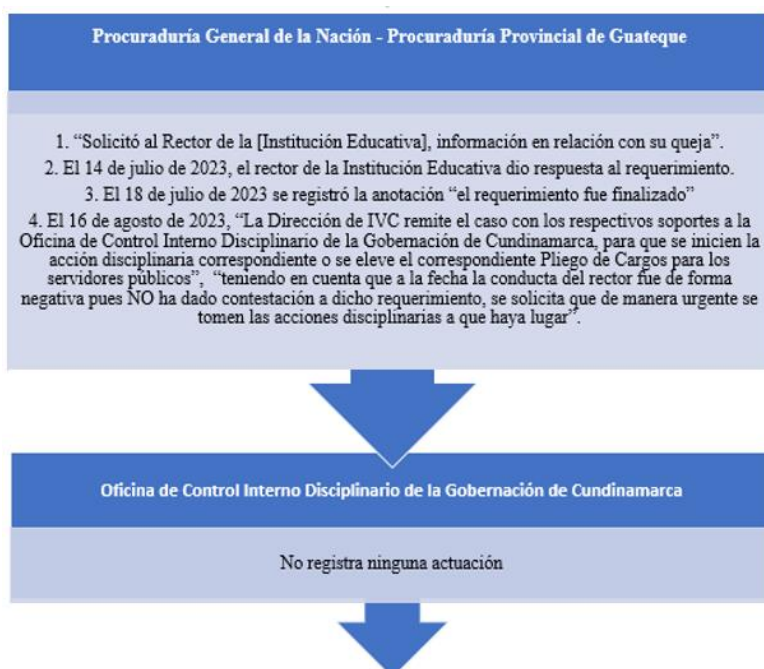 Procuraduría General de la Nación - Procuraduría Provincial de Guateque
1. “Solicitó al Rector de la [Institución Educativa], información en relación con su queja”.
2. El 14 de julio de 2023, el rector de la Institución Educativa dio respuesta al requerimiento.
3. El 18 de julio de 2023 se registró la anotación “el requerimiento fue finalizado”
4. El 16 de agosto de 2023, “La Dirección de IVC remite el caso con los respectivos soportes a la
Oficina de Control Interno Disciplinario de la Gobernación de Cundinamarca, para que se inicien la
acción disciplinaria correspondiente o se eleve el correspondiente Pliego de Cargos para los
servidores públicos”, “teniendo en cuenta que a la fecha la conducta del rector fue de forma
negativa pues NO ha dado contestación a dicho requerimiento, se solicita que de manera urgente se
tomen las acciones disciplinarias a que haya lugar”.
Oficina de Control Interno Disciplinario de la Gobernación de Cundinamarca
No registra ninguna actuación